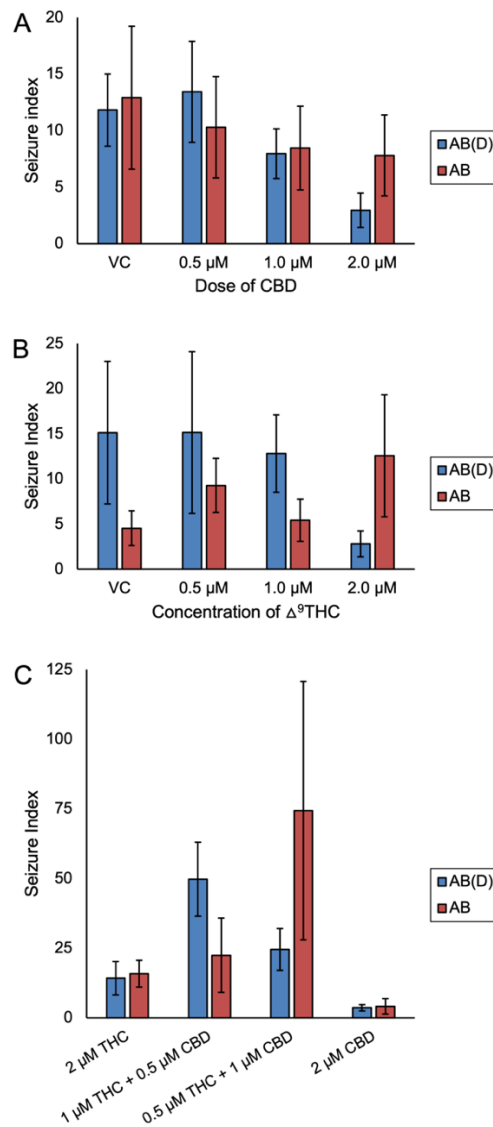 A
20
15
10
5
0
Seizure index
VC
0.5 μM
1.0 μM
2.0 μM
Dose of CBD
AB(D)
AB
B
25
20
15
10
5
0
Seizure Index
VC
0.5 μM
1.0 μM
2.0 μM
Concentration of Δ⁹THC
AB(D)
AB
C
125
100
75
50
25
0
Seizure Index
2 μM THC
1 μM THC + 0.5 μM CBD
0.5 μM THC + 1 μM CBD
2 μM CBD
AB(D)
AB